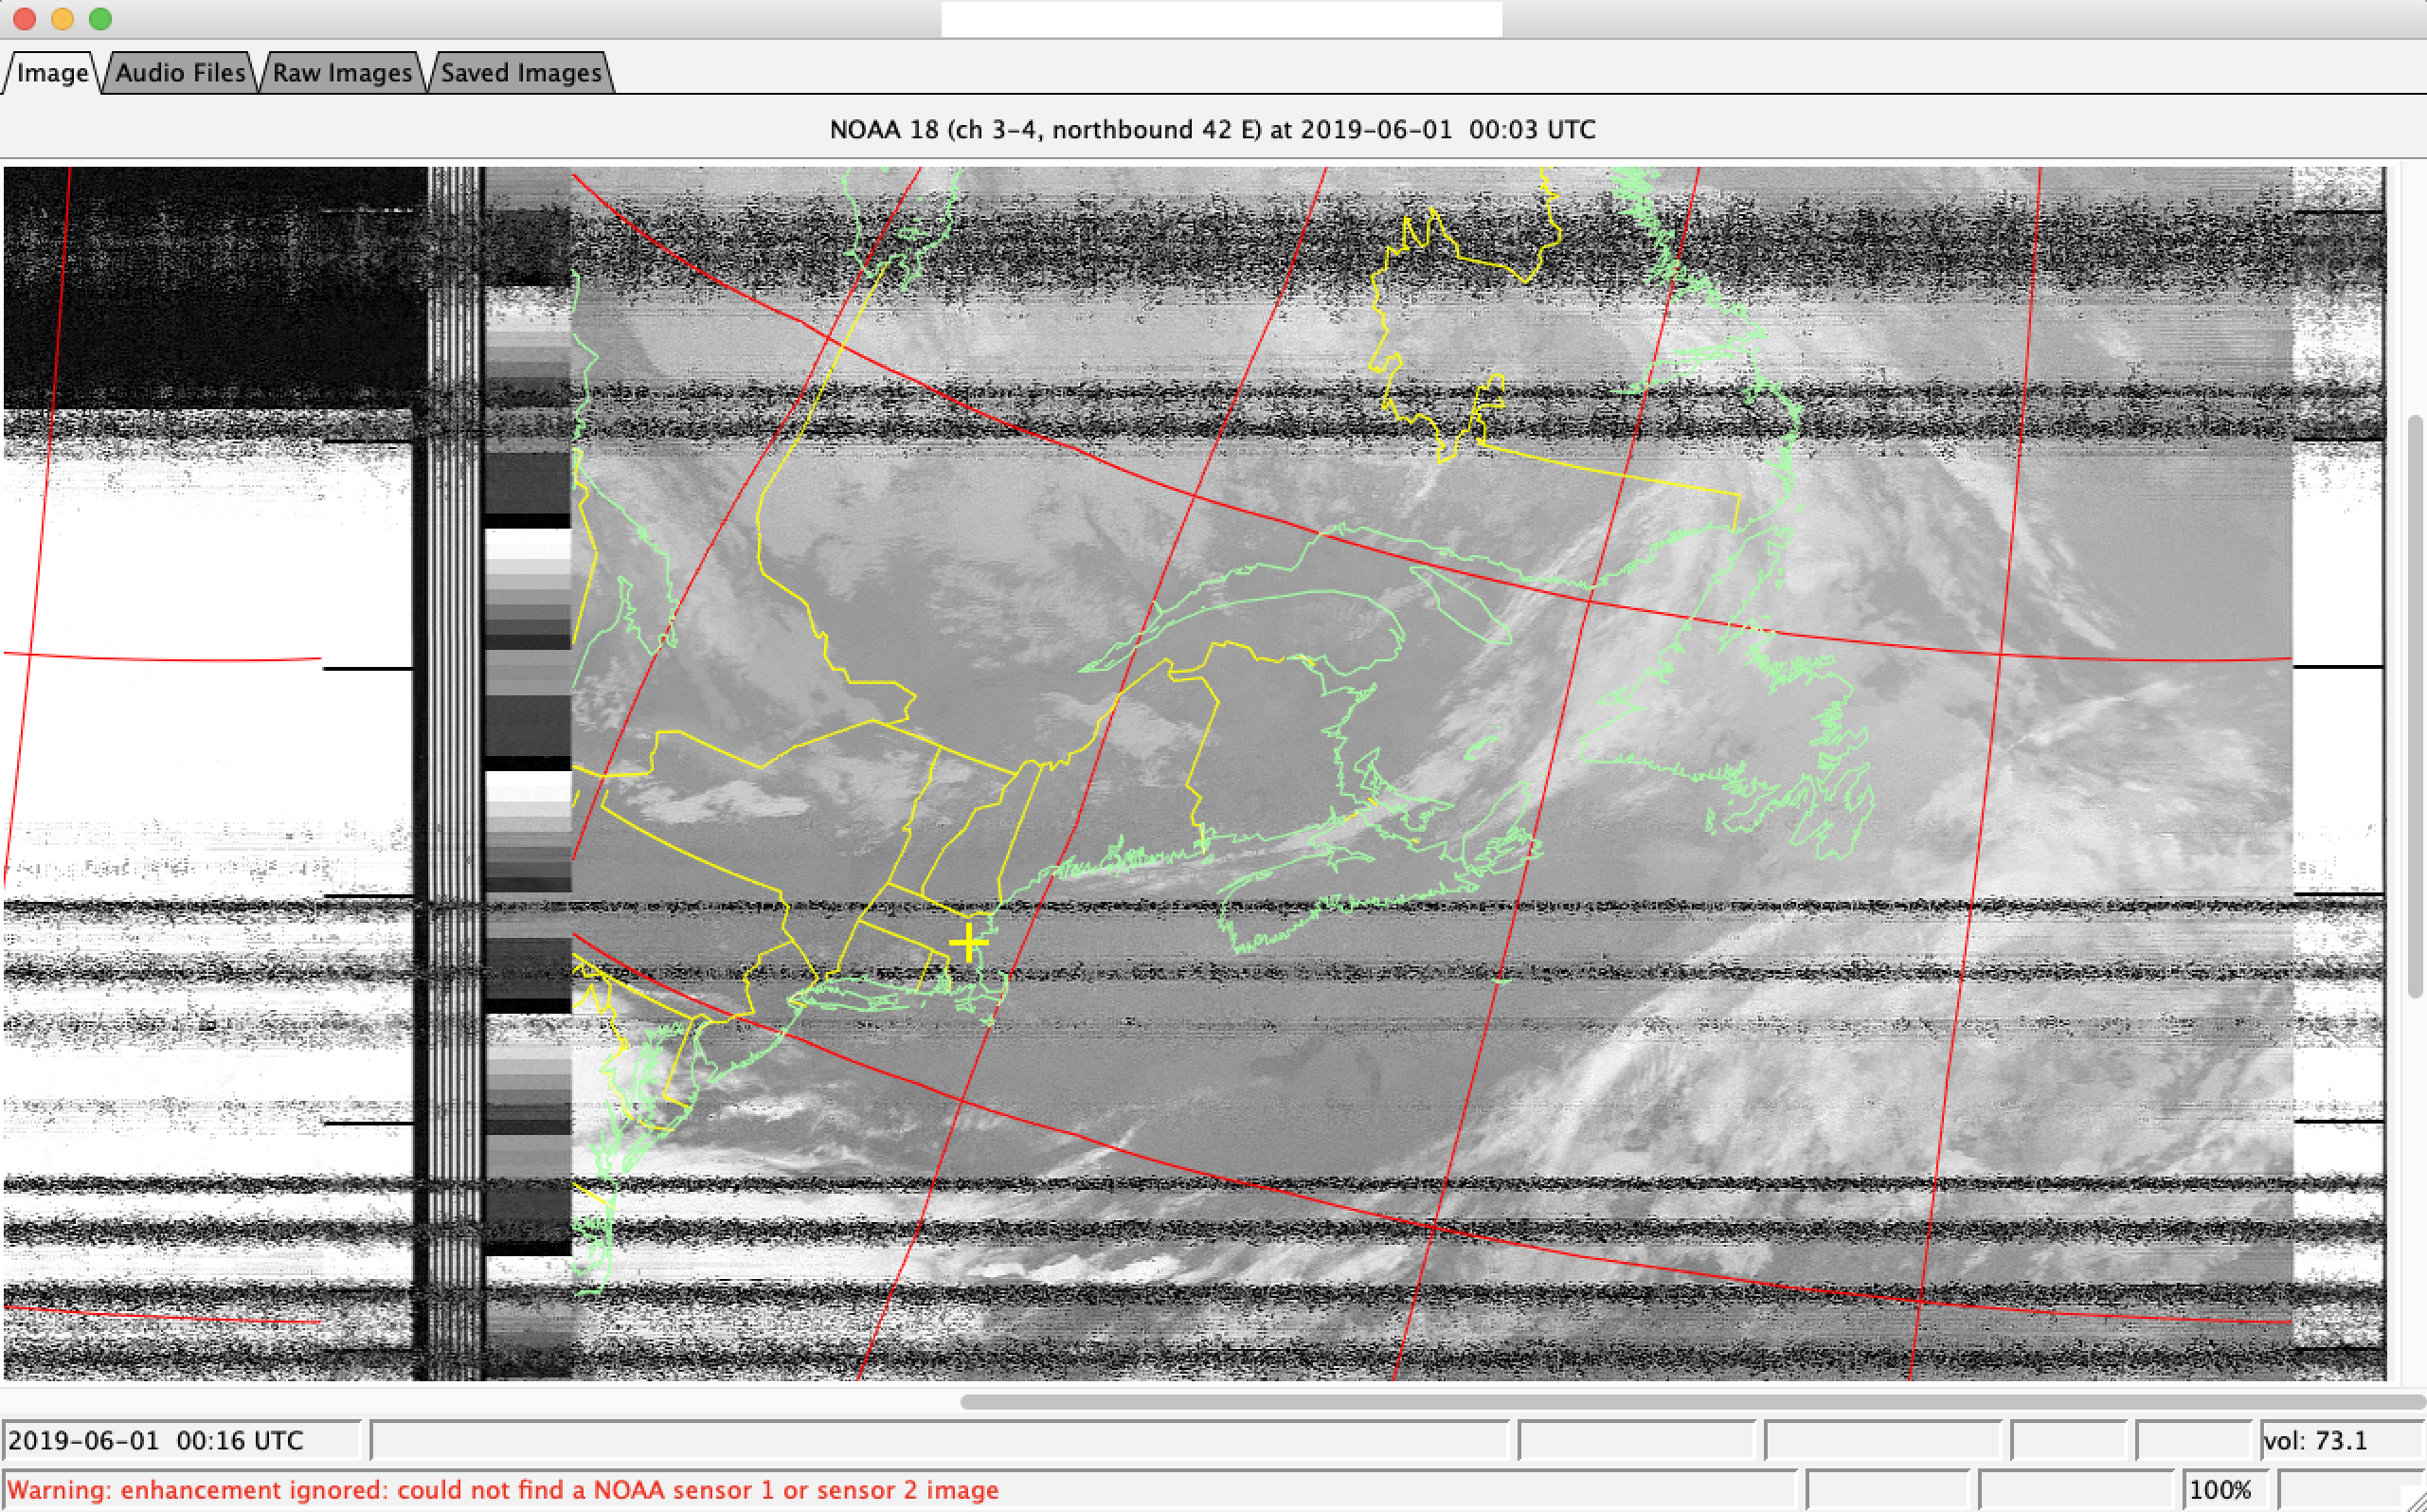 Image Audio Files Raw Images Saved Images
NOAA 18 (ch 3-4, northbound 42 E) at 2019-06-01 00:03 UTC
2019-06-01 00:16 UTC vol: 73.1
Warning: enhancement ignored: could not find a NOAA sensor 1 or sensor 2 image 100%